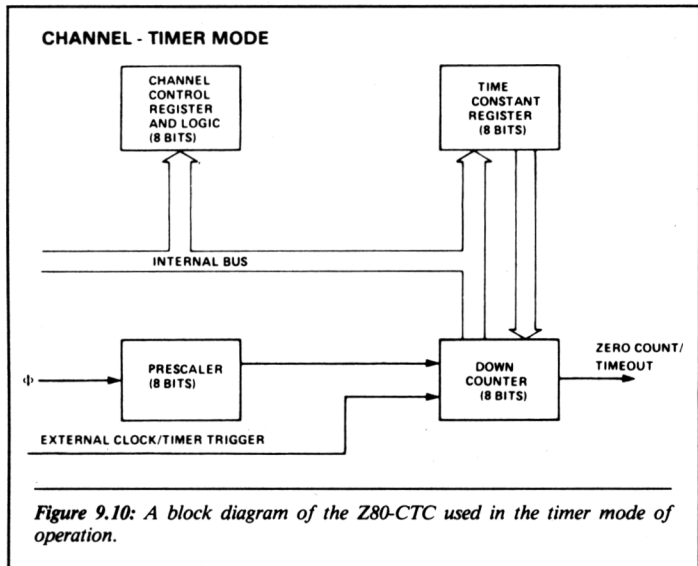 CHANNEL - TIMER MODE
CHANNEL
CONTROL
REGISTER
AND LOGIC
(8 BITS)
TIME
CONSTANT
REGISTER
(8 BITS)
INTERNAL BUS
Φ
PRESCALER
(8 BITS)
DOWN
COUNTER
(8 BITS)
ZERO COUNT/
TIMEOUT
EXTERNAL CLOCK/TIMER TRIGGER
Figure 9.10: A block diagram of the Z80-CTC used in the timer mode of
operation.